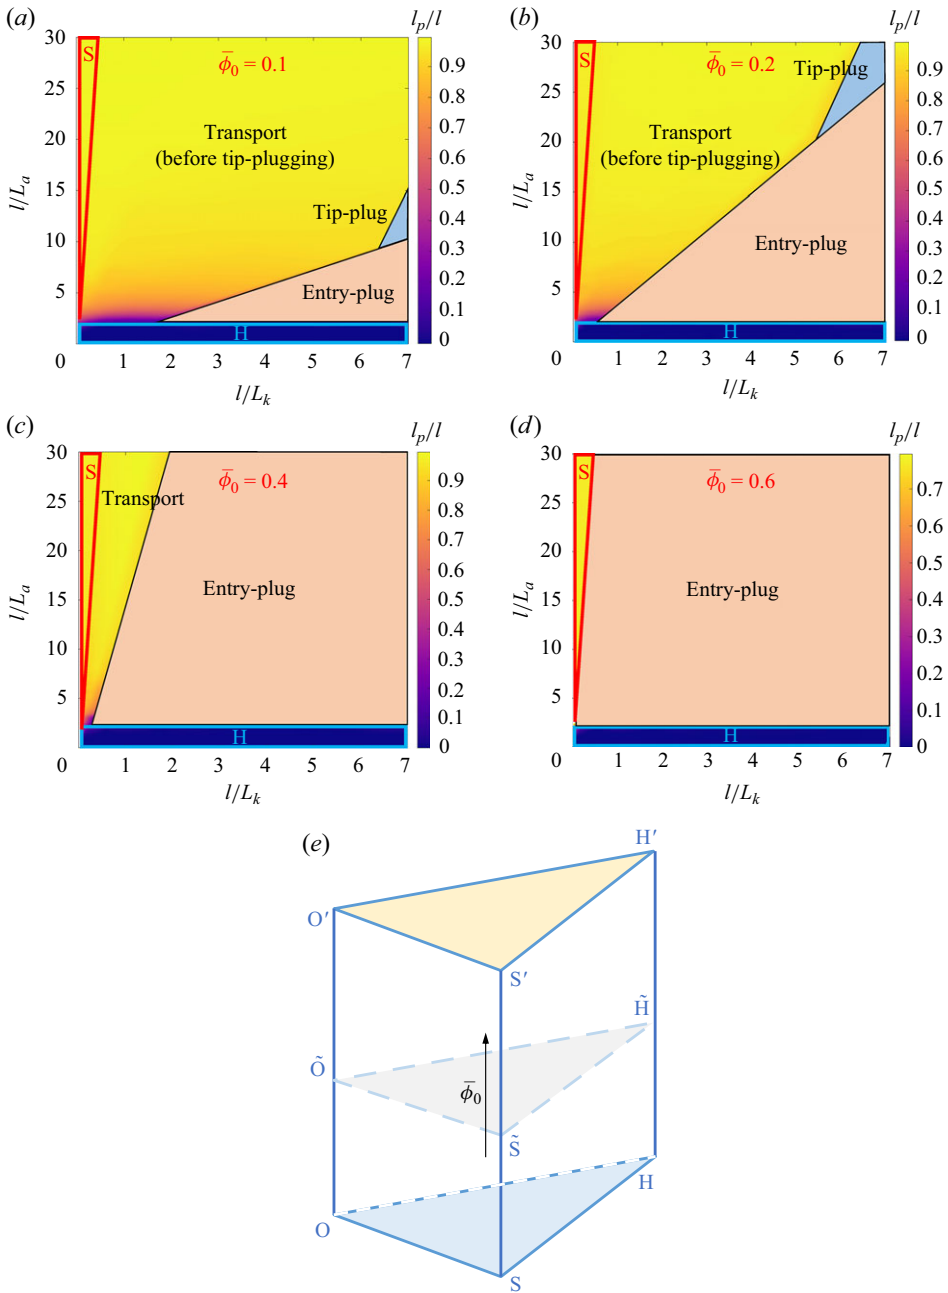 (a)
l_p/l
30
S
ϕ̄₀ = 0.1
0.9
25
0.8
Transport
(before tip-plugging)
0.7
20
0.6
l/L_a
15
0.5
Tip-plug
0.4
10
0.3
Entry-plug
5
0.2
0.1
H
0
0
1
2
3
4
5
6
7
l/L_k
(b)
l_p/l
30
S
ϕ̄₀ = 0.2
Tip-plug
0.9
25
0.8
Transport
(before tip-plugging)
0.7
20
0.6
l/L_a
15
0.5
0.4
10
Entry-plug
0.3
5
0.2
0.1
H
0
0
1
2
3
4
5
6
7
l/L_k
(c)
l_p/l
30
S
ϕ̄₀ = 0.4
0.9
25
Transport
0.8
0.7
20
0.6
l/L_a
15
Entry-plug
0.5
0.4
10
0.3
5
0.2
0.1
H
0
0
1
2
3
4
5
6
7
l/L_k
(d)
l_p/l
30
S
ϕ̄₀ = 0.6
0.7
25
0.6
20
0.5
l/L_a
15
Entry-plug
0.4
10
0.3
0.2
5
0.1
H
0
0
1
2
3
4
5
6
7
l/L_k
(e)
H′
O′
S′
H̃
Õ
ϕ̄₀
S̃
H
O
S